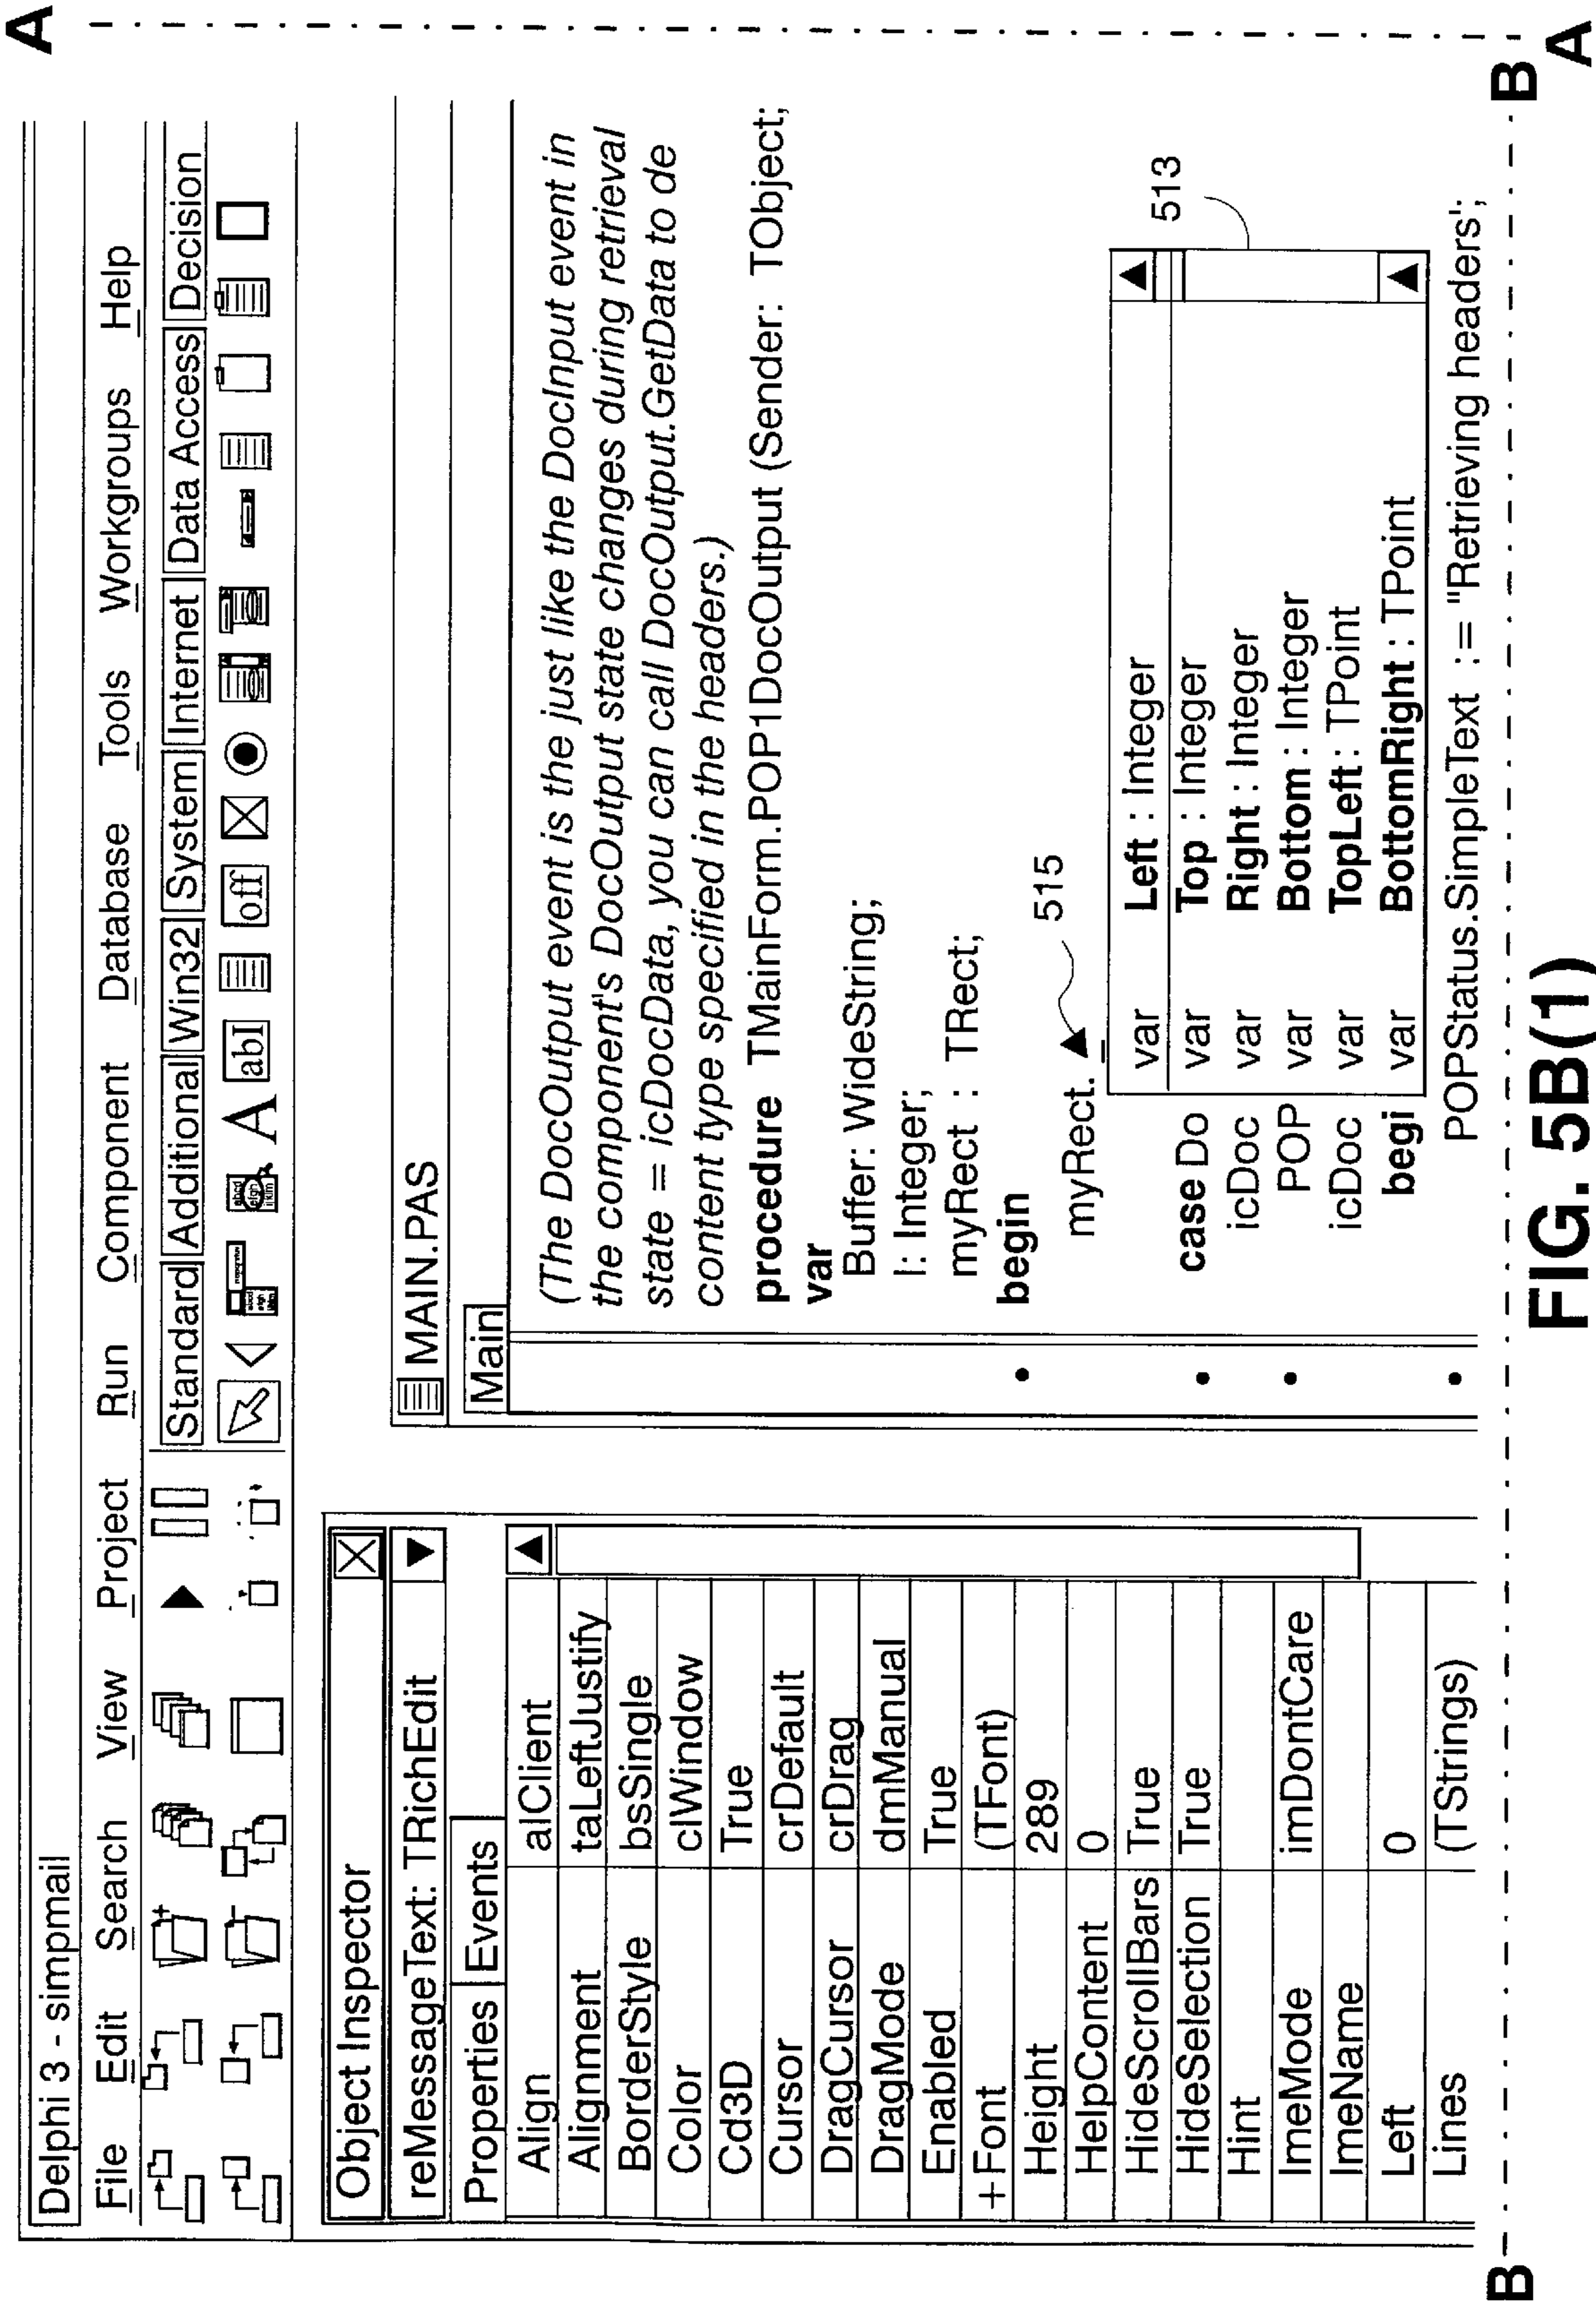 A
A
B
B
Delphi 3 - simpmail
File Edit Search View Project Run Component Database Tools Workgroups Help
Standard Additional Win32 System Internet Data Access Decision
A abI off
Object Inspector
reMessageText: TRichEdit
Properties Events
Align alClient
Alignment taLeftJustify
BorderStyle bsSingle
Color clWindow
Cd3D True
Cursor crDefault
DragCursor crDrag
DragMode dmManual
Enabled True
+Font (TFont)
Height 289
HelpContent 0
HideScrollBars True
HideSelection True
Hint
ImeMode imDontCare
ImeName
Left 0
Lines (TStrings)
MAIN.PAS
Main
(The DocOutput event is the just like the DocInput event in
the component's DocOutput state changes during retrieval
state = icDocData, you can call DocOutput.GetData to de
content type specified in the headers.)
procedure TMainForm.POP1DocOutput (Sender: TObject;
var
Buffer: WideString;
I: Integer;
myRect : TRect;
begin
myRect.
515
513
var Left : Integer
case Do var Top : Integer
icDoc var Right : Integer
POP var Bottom : Integer
icDoc var TopLeft : TPoint
begi var BottomRight : TPoint
POPStatus.SimpleText := "Retrieving headers';
FIG. 5B(1)